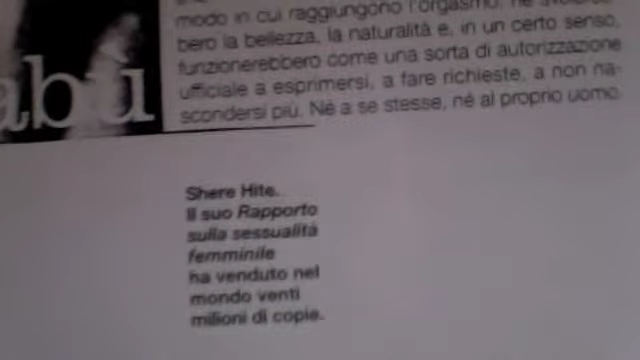 abù
modo in cui raggiungono l'orgasmo, ne
bero la bellezza, la naturalità e, in un certo senso,
funzionerebbero come una sorta di autorizzazione
ufficiale a esprimersi, a fare richieste, a non na-
scondersi più. Né a se stesse, né al proprio uomo.
Shere Hite.
Il suo Rapporto
sulla sessualità
femminile
ha venduto nel
mondo venti
milioni di copie.